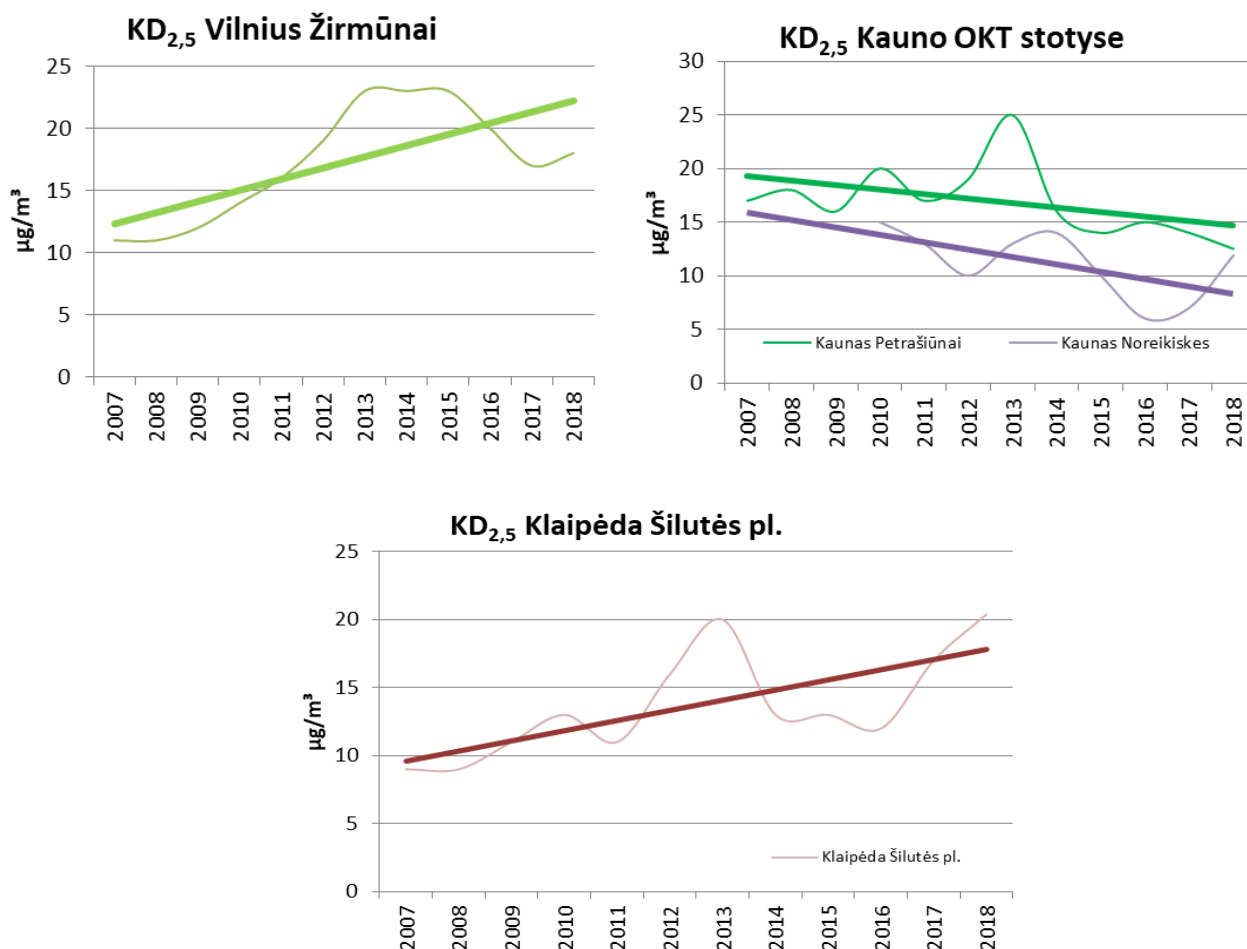 KD2,5 Vilnius Žirmūnai
25
20
15
10
5
0
µg/m³
2007 2008 2009 2010 2011 2012 2013 2014 2015 2016 2017 2018
KD2,5 Kauno OKT stotyse
30
25
20
15
10
5
0
µg/m³
Kaunas Petrašiūnai Kaunas Noreikiskes
2007 2008 2009 2010 2011 2012 2013 2014 2015 2016 2017 2018
KD2,5 Klaipėda Šilutės pl.
25
20
15
10
5
0
µg/m³
Klaipėda Šilutės pl.
2007 2008 2009 2010 2011 2012 2013 2014 2015 2016 2017 2018